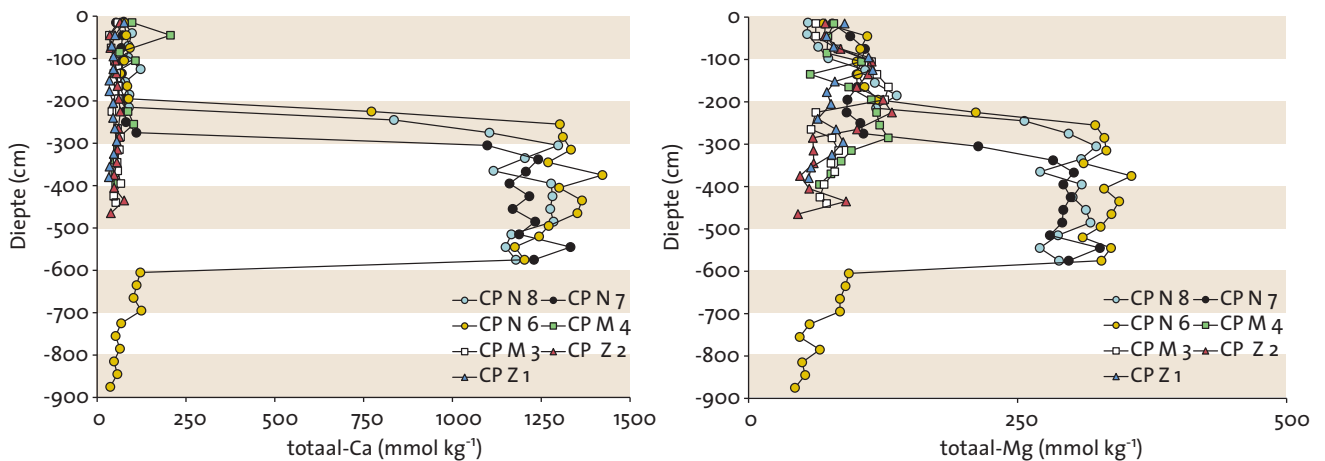 0
-100
-200
-300
-400
-500
-600
-700
-800
-900
Diepte (cm)
0 250 500 750 1000 1250 1500
totaal-Ca (mmol kg⁻¹)
CP N 8 CP N 7
CP N 6 CP M 4
CP M 3 CP Z 2
CP Z 1
0
-100
-200
-300
-400
-500
-600
-700
-800
-900
Diepte (cm)
0 250 500
totaal-Mg (mmol kg⁻¹)
CP N 8 CP N 7
CP N 6 CP M 4
CP M 3 CP Z 2
CP Z 1